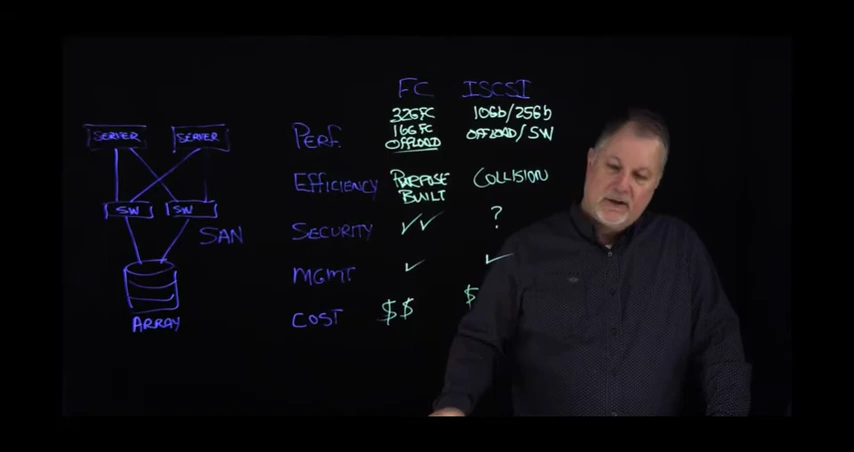 FC ISCSI
32GFC 10Gb/25Gb
16GFC OFFLOAD/SW
OFFLOAD
PERF.
SERVER SERVER
EFFICIENCY PURPOSE COLLISION
BUILT
SW SW
SECURITY ✓✓ ?
SAN
MGMT ✓ ✓
COST $$ $
ARRAY